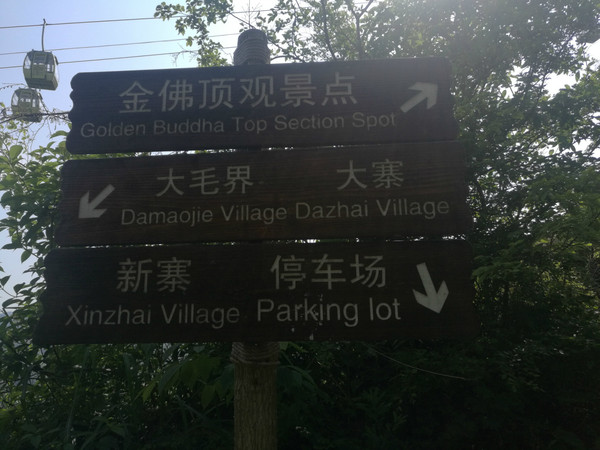 金佛顶观景点
Golden Buddha Top Section Spot
大毛界 大寨
Damaojie Village Dazhai Village
新寨 停车场
Xinzhai Village Parking lot